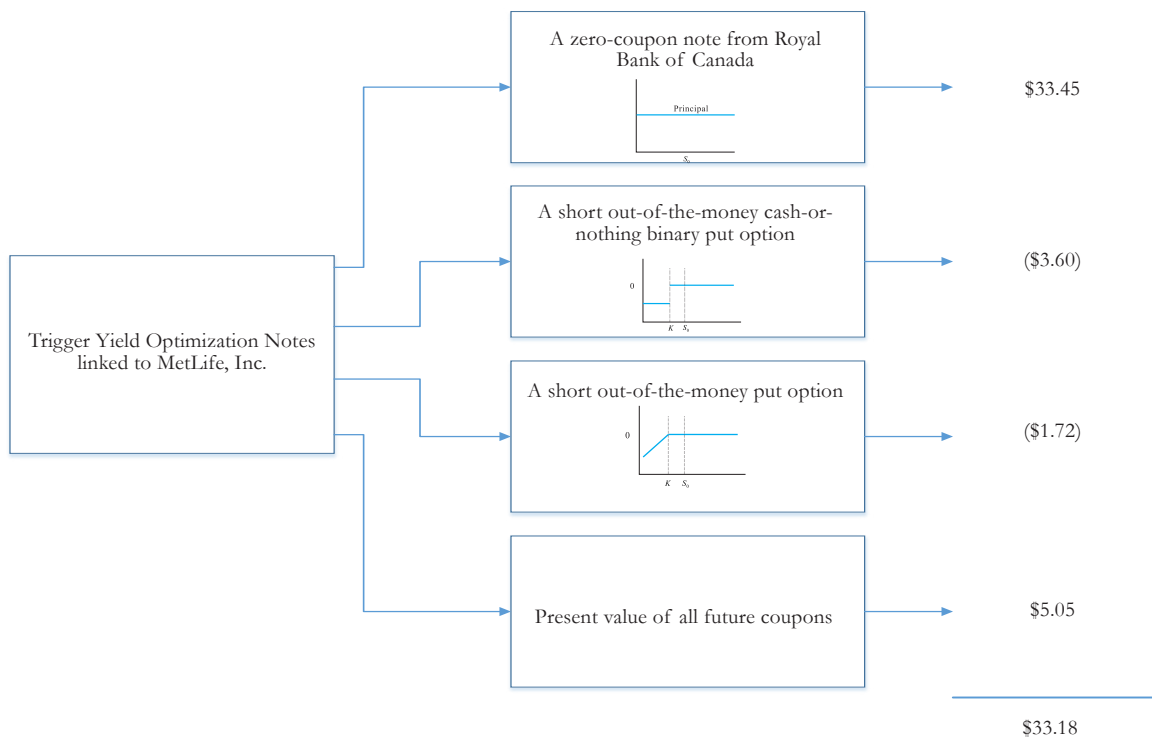 A zero-coupon note from Royal
Bank of Canada
Principal
S₀
$33.45
A short out-of-the-money cash-or-
nothing binary put option
0
K S₀
($3.60)
Trigger Yield Optimization Notes
linked to MetLife, Inc.
A short out-of-the-money put option
0
K S₀
($1.72)
Present value of all future coupons
$5.05
$33.18